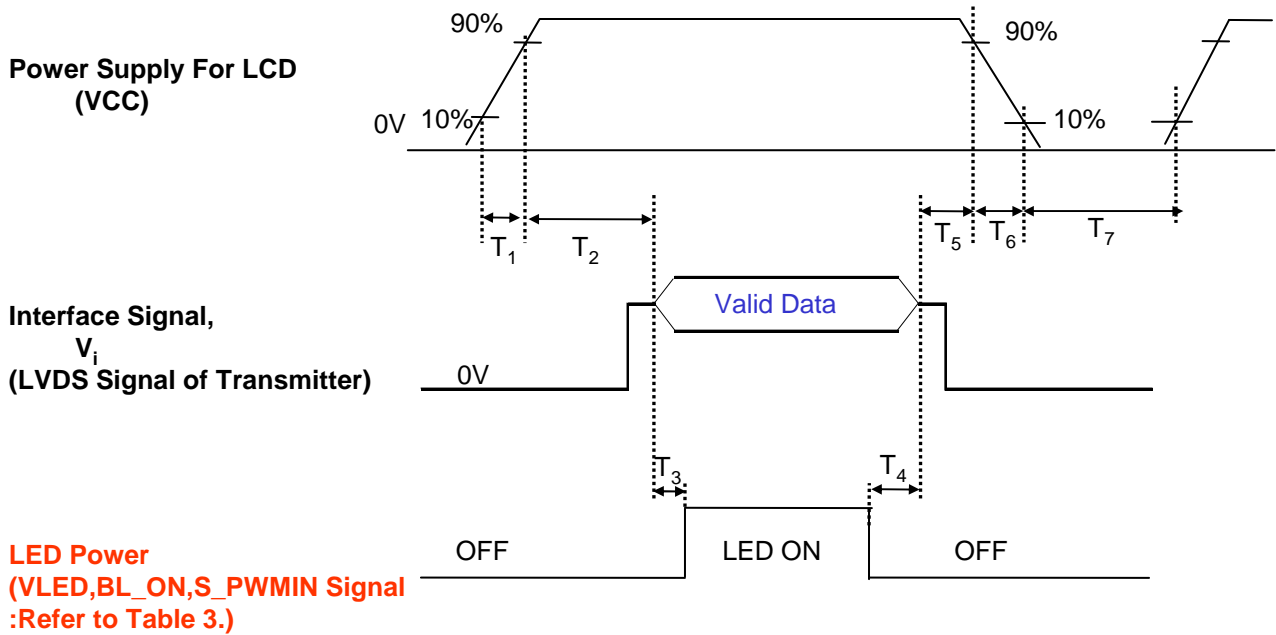 90%
90%
Power Supply For LCD
(VCC)
0V 10%
10%
T1
T2
T5
T6
T7
Interface Signal,
Vi
(LVDS Signal of Transmitter)
Valid Data
0V
T3
T4
LED Power
(VLED,BL_ON,S_PWMIN Signal
:Refer to Table 3.)
OFF
LED ON
OFF